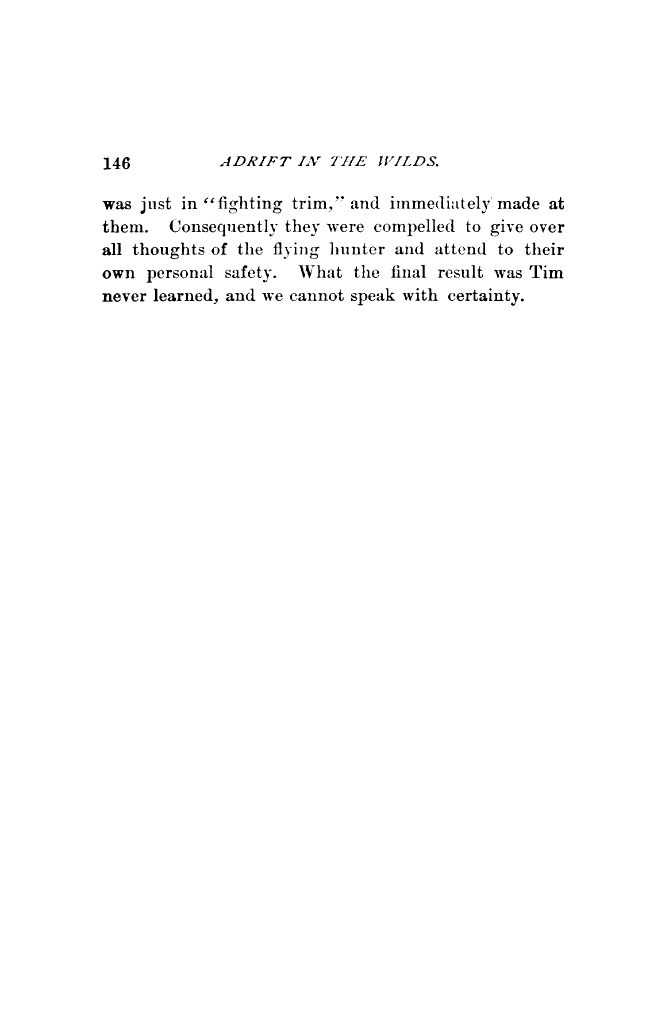 146 ADRIFT IN THE WILDS.
was just in “fighting trim,” and immediately made at
them. Consequently they were compelled to give over
all thoughts of the flying hunter and attend to their
own personal safety. What the final result was Tim
never learned, and we cannot speak with certainty.